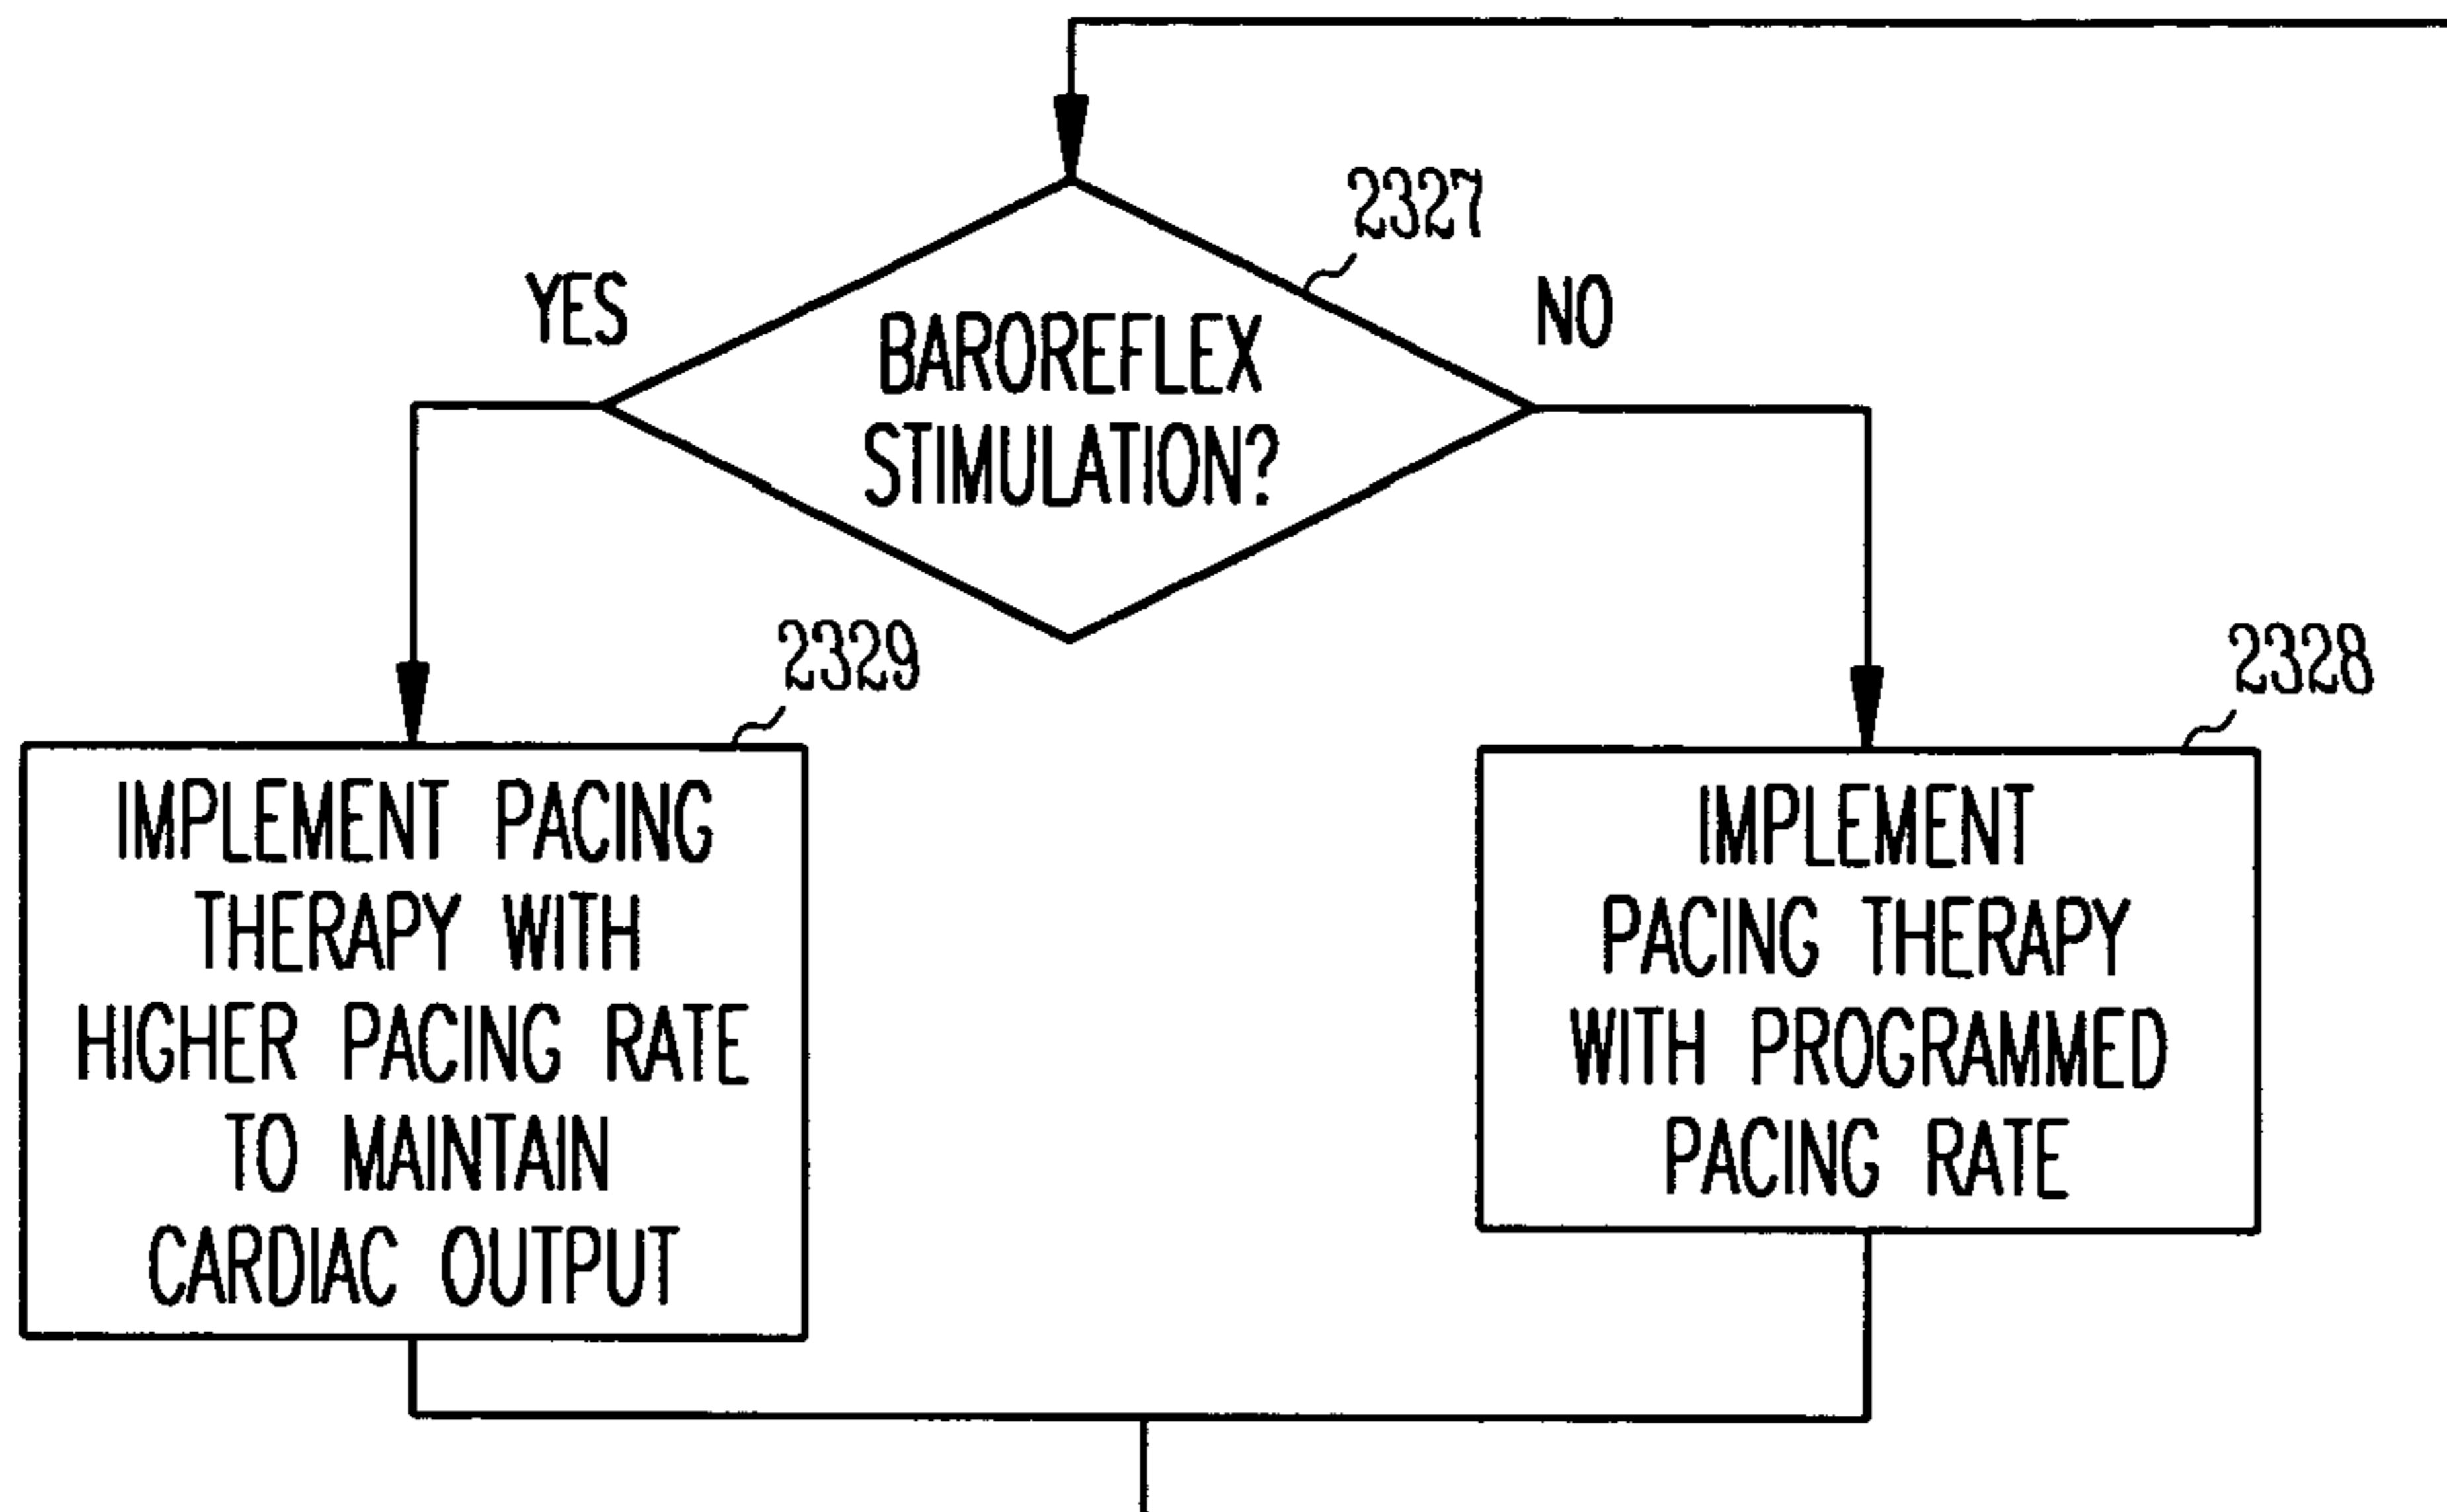 2327
YES
NO
BAROREFLEX
STIMULATION?
2329
2328
IMPLEMENT PACING
THERAPY WITH
HIGHER PACING RATE
TO MAINTAIN
CARDIAC OUTPUT
IMPLEMENT
PACING THERAPY
WITH PROGRAMMED
PACING RATE